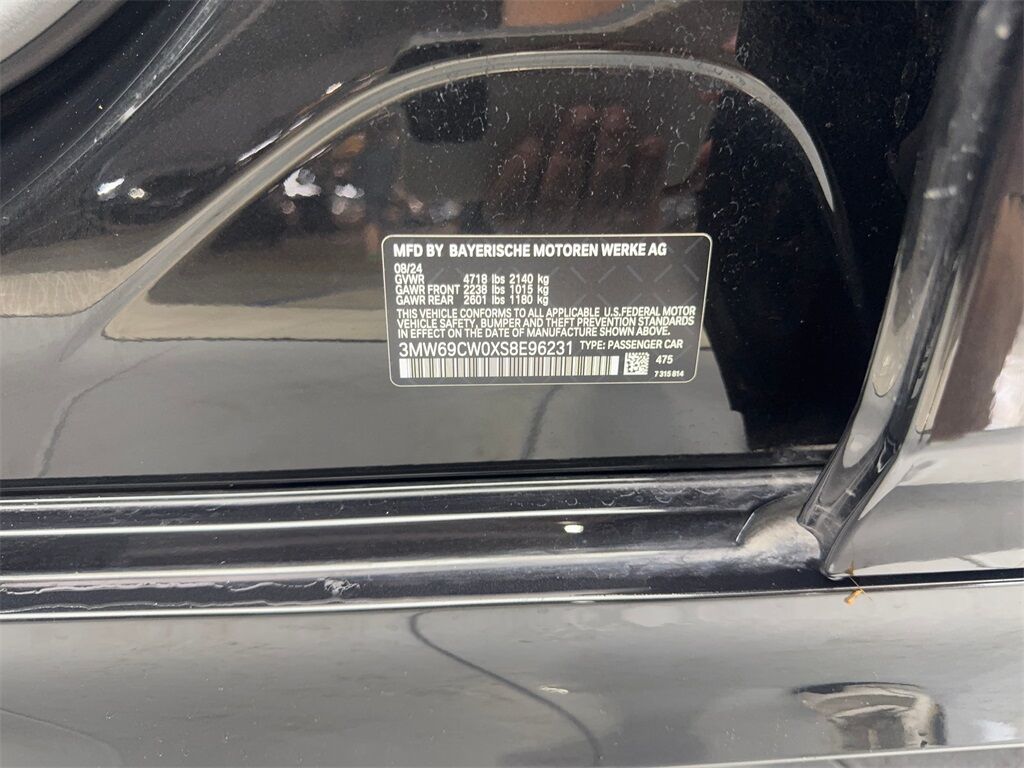 MFD BY BAYERISCHE MOTOREN WERKE AG
08/24
GVWR 4718 lbs 2140 kg
GAWR FRONT 2238 lbs 1015 kg
GAWR REAR 2601 lbs 1180 kg
THIS VEHICLE CONFORMS TO ALL APPLICABLE U.S.FEDERAL MOTOR
VEHICLE SAFETY, BUMPER AND THEFT PREVENTION STANDARDS
IN EFFECT ON THE DATE OF MANUFACTURE SHOWN ABOVE.
3MW69CW0XS8E96231 TYPE: PASSENGER CAR
475
7 315 814